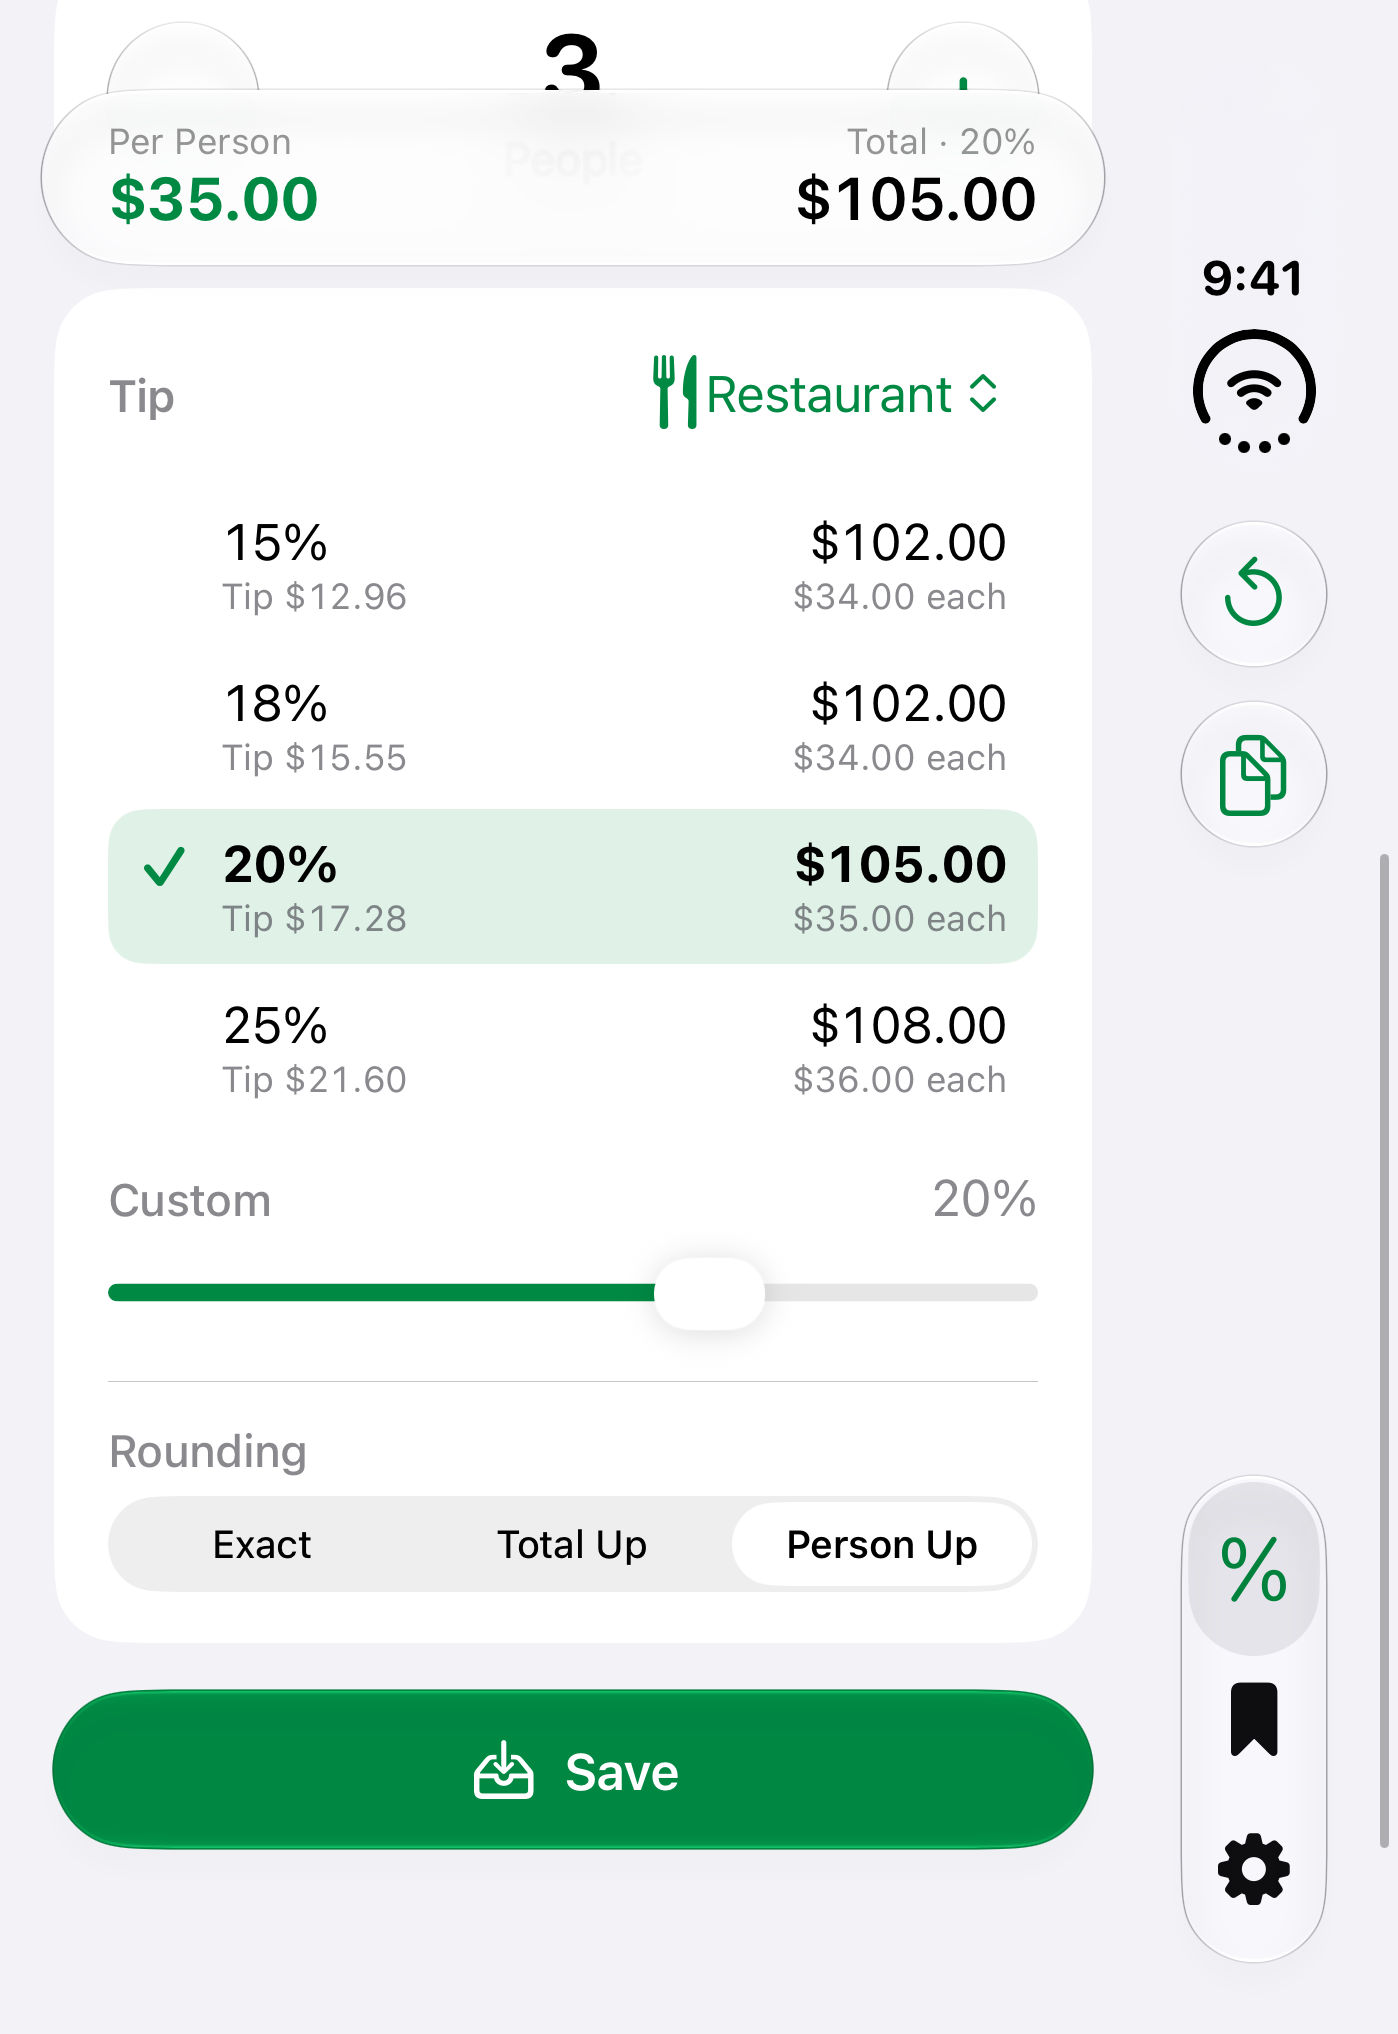 3
People
Per Person
Total · 20%
$35.00
$105.00
9:41
Tip
Restaurant
15%
$102.00
Tip $12.96
$34.00 each
18%
$102.00
Tip $15.55
$34.00 each
20%
$105.00
Tip $17.28
$35.00 each
25%
$108.00
Tip $21.60
$36.00 each
Custom
20%
Rounding
Exact
Total Up
Person Up
%
Save